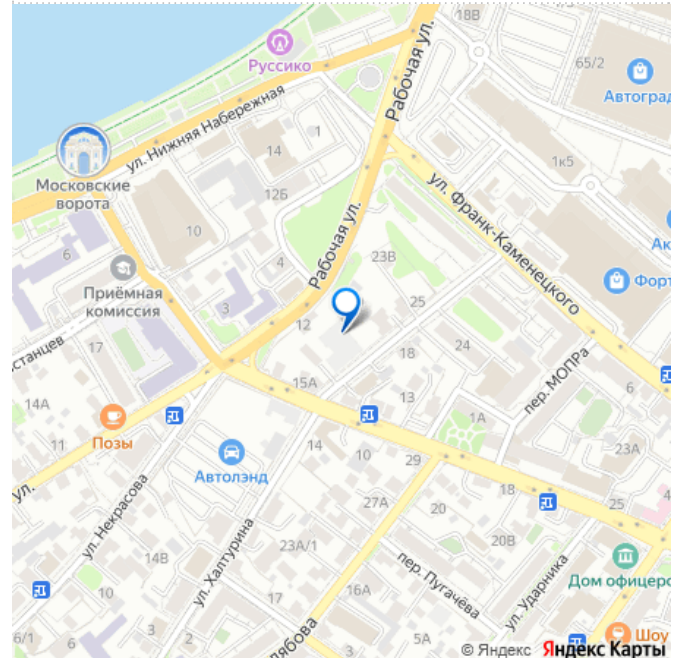 18В
65/2
Руссико
Автоград
Рабочая ул.
ул. Нижняя Набережная
1
14
1к5
Московские
ворота
12Б
ул. Франк-Каменецкого
10
Рабочая ул.
23В
6
4
Приёмная
комиссия
3
25
Форт
12
17
18
24
15А
пер. МОПРа
6
14А
13
1А
Позы
11
14
10
29
23А
Автолэнд
ул.
18
25
4
27А
20
ул. Некрасова
20В
14В
ул. Халтурина
23А/1
пер. Пугачёва
ул. Ударника
Дом офицеро
17
16А
6/1
3
2
5А
Шоу
© Яндекс Яндекс Карты